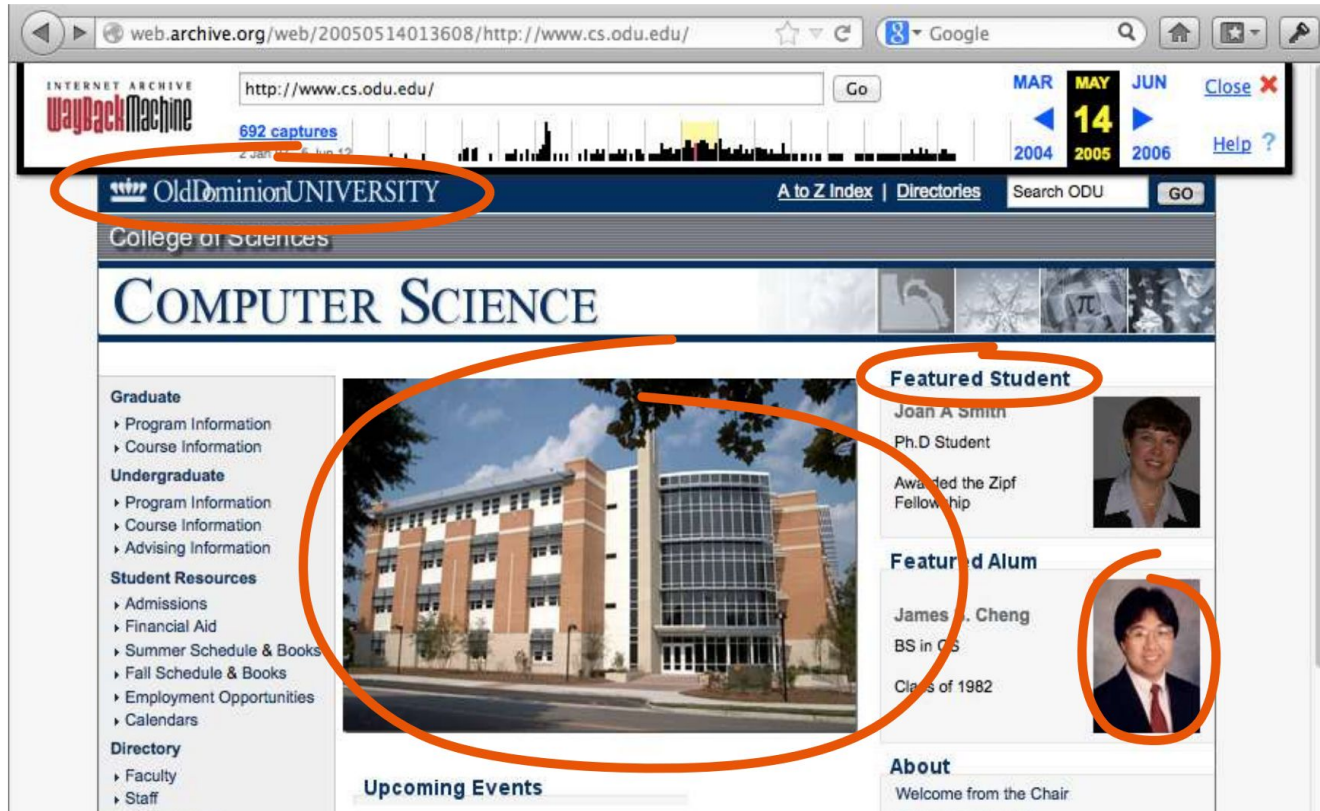 web.archive.org/web/20050514013608/http://www.cs.odu.edu/
Google
INTERNET ARCHIVE
WayBackMachine
http://www.cs.odu.edu/
Go
MAR MAY JUN
Close
692 captures
14
2004 2005 2006
Help ?
OldDominionUNIVERSITY
A to Z Index | Directories
Search ODU
GO
College of Sciences
COMPUTER SCIENCE
Graduate
Program Information
Course Information
Undergraduate
Program Information
Course Information
Advising Information
Student Resources
Admissions
Financial Aid
Summer Schedule & Books
Fall Schedule & Books
Employment Opportunities
Calendars
Directory
Faculty
Staff
Upcoming Events
Featured Student
Joan A Smith
Ph.D Student
Awarded the Zipf
Fellowship
Featured Alum
James Cheng
BS in CS
Class of 1982
About
Welcome from the Chair